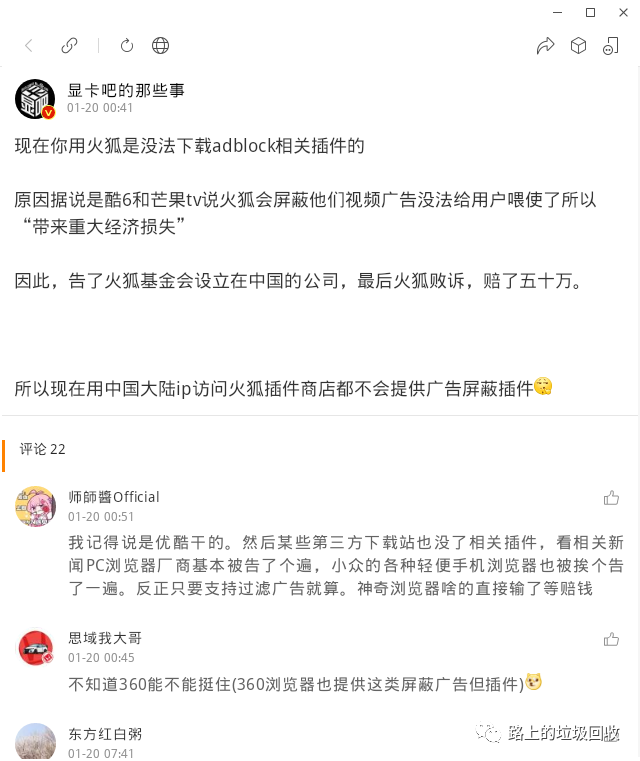 显卡吧的那些事
01-20 00:41
现在你用火狐是没法下载adblock相关插件的
原因据说是酷6和芒果tv说火狐会屏蔽他们视频广告没法给用户喂使了所以
“带来重大经济损失”
因此，告了火狐基金会设立在中国的公司，最后火狐败诉，赔了五十万。
所以现在用中国大陆ip访问火狐插件商店都不会提供广告屏蔽插件
评论 22
师師醬Official
01-20 00:51
我记得说是优酷干的。然后某些第三方下载站也没了相关插件，看相关新
闻PC浏览器厂商基本被告了个遍，小众的各种轻便手机浏览器也被挨个告
了一遍。反正只要支持过滤广告就算。神奇浏览器啥的直接输了等赔钱
思域我大哥
01-20 00:45
不知道360能不能挺住(360浏览器也提供这类屏蔽广告但插件)
东方红白粥
01-20 07:41
路上的垃圾回收